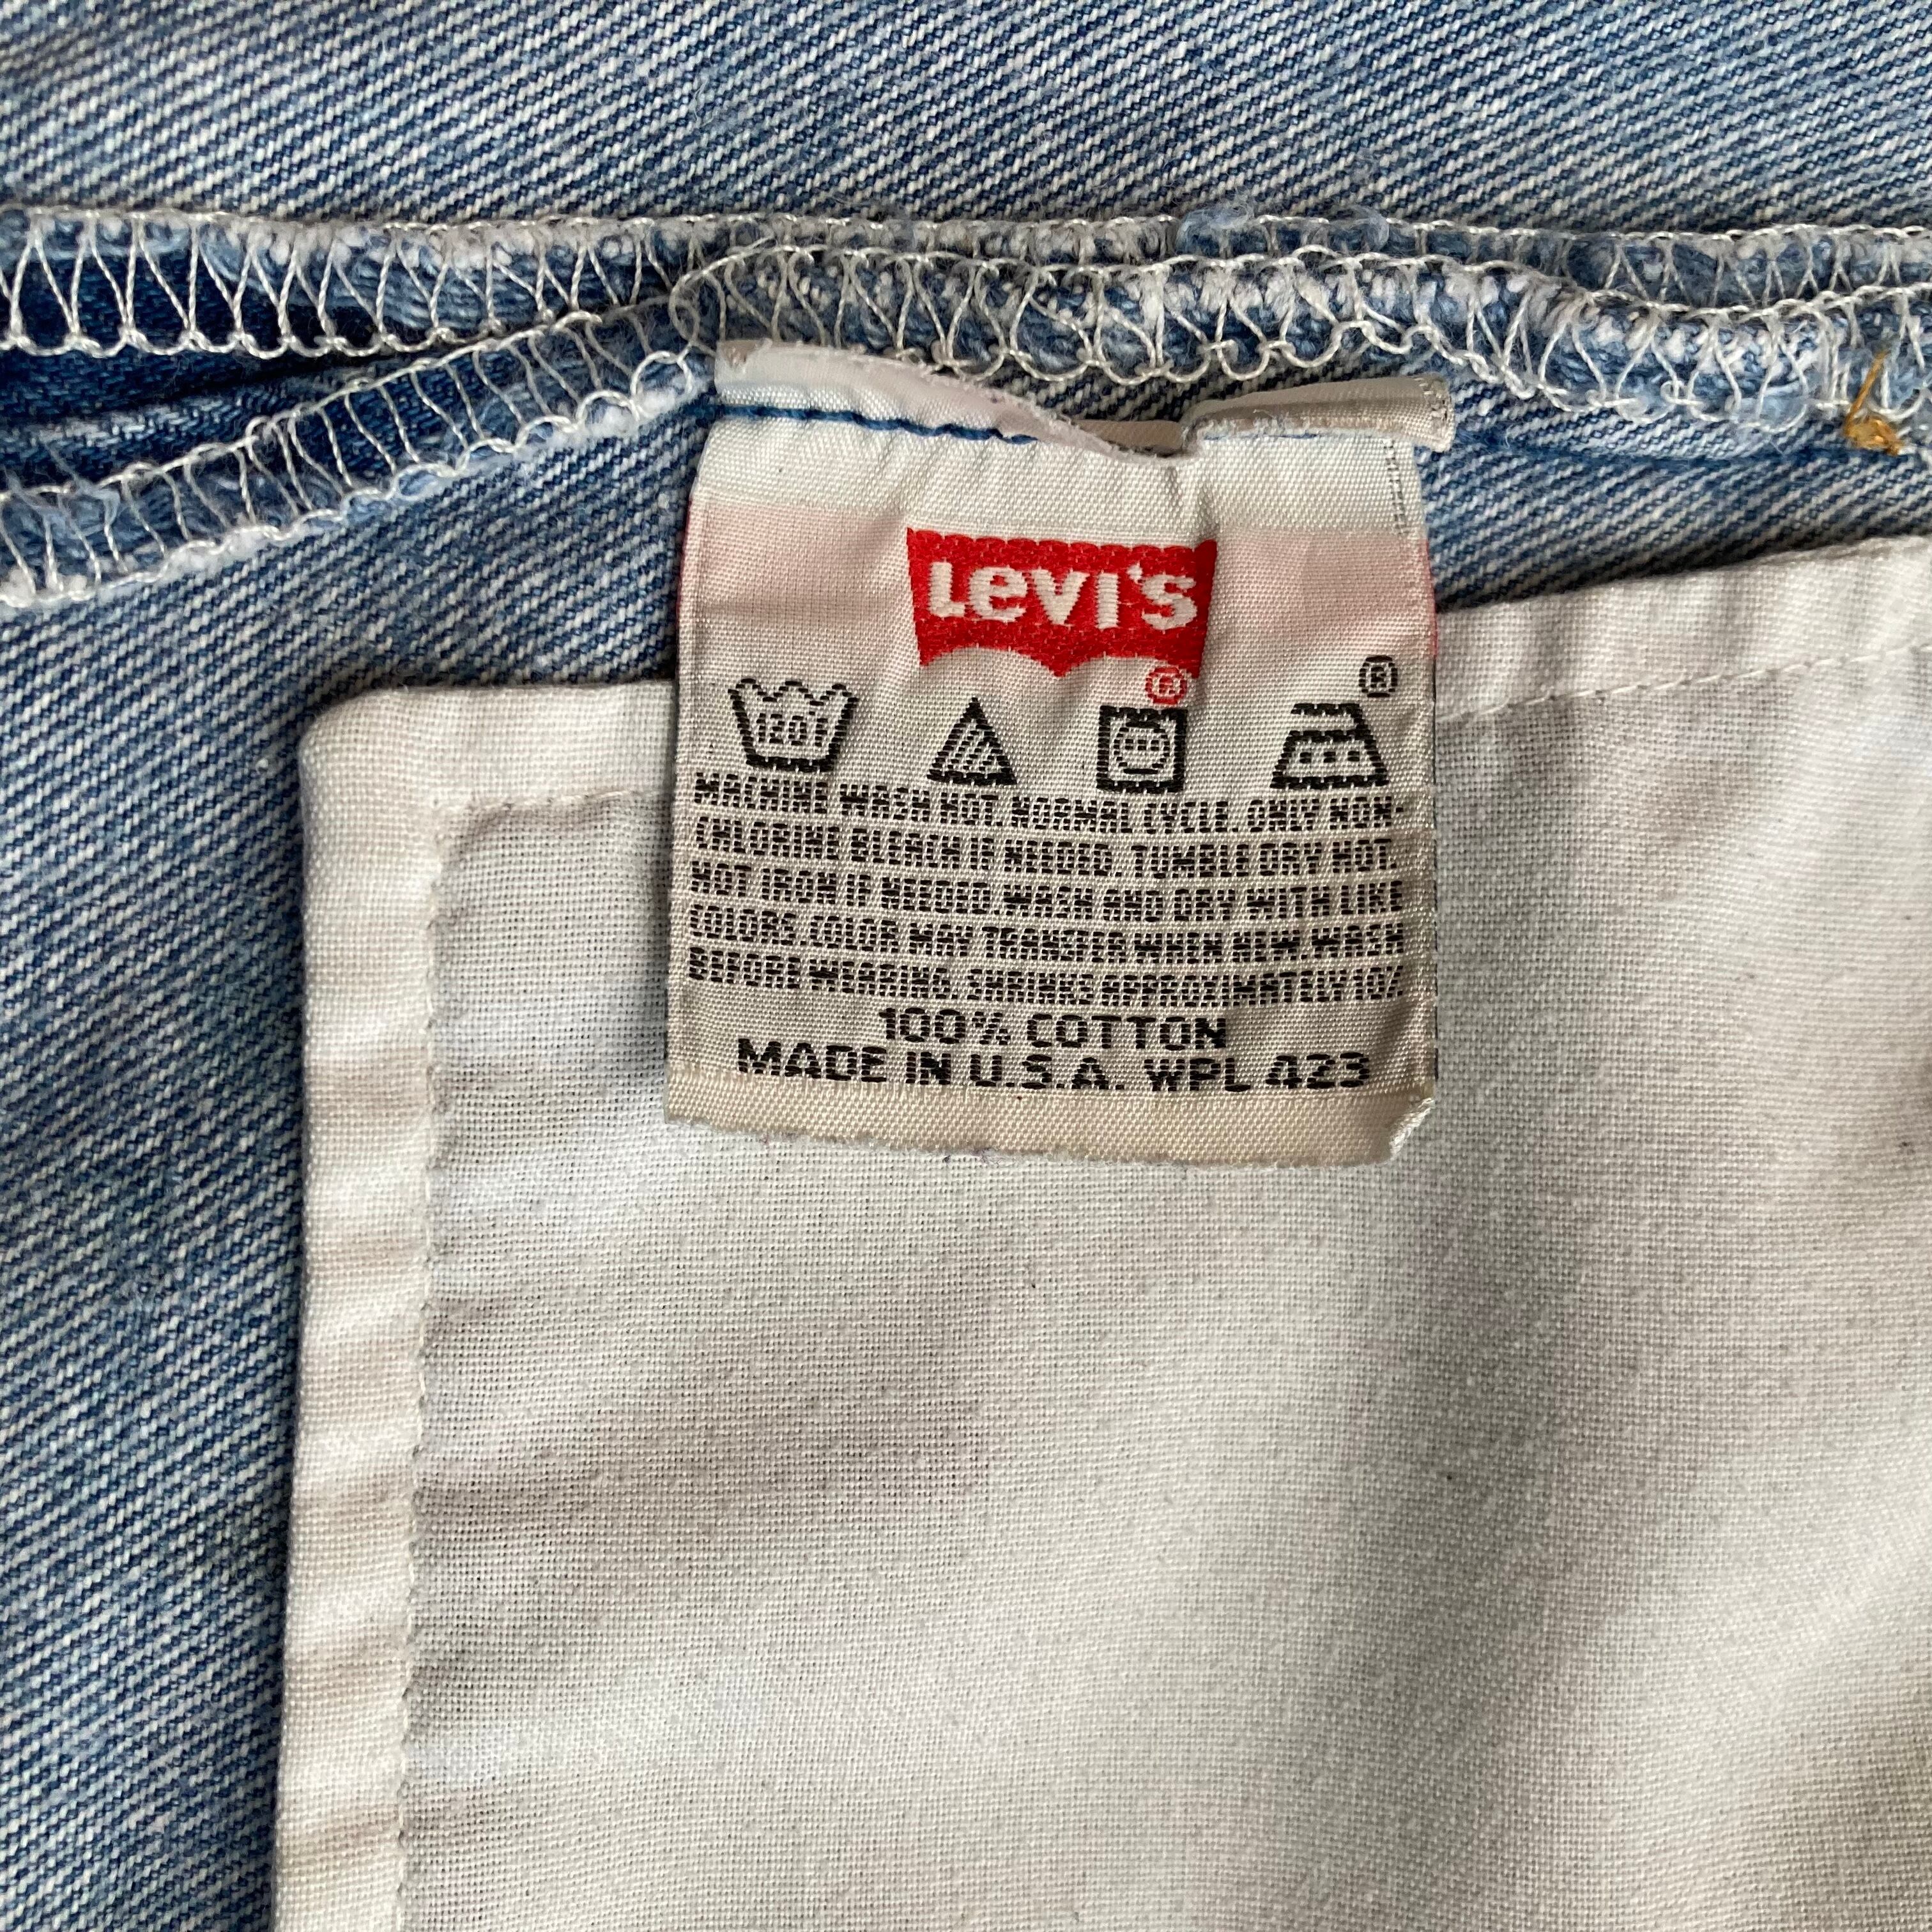 LEVI'S
®
®
120°F
MACHINE WASH HOT. NORMAL CYCLE. ONLY NON-
CHLORINE BLEACH IF NEEDED. TUMBLE DRY HOT.
HOT IRON IF NEEDED. WASH AND DRY WITH LIKE
COLORS. COLOR MAY TRANSFER WHEN NEW. WASH
BEFORE WEARING. SHRINKS APPROXIMATELY 10%
100% COTTON
MADE IN U.S.A. WPL 423